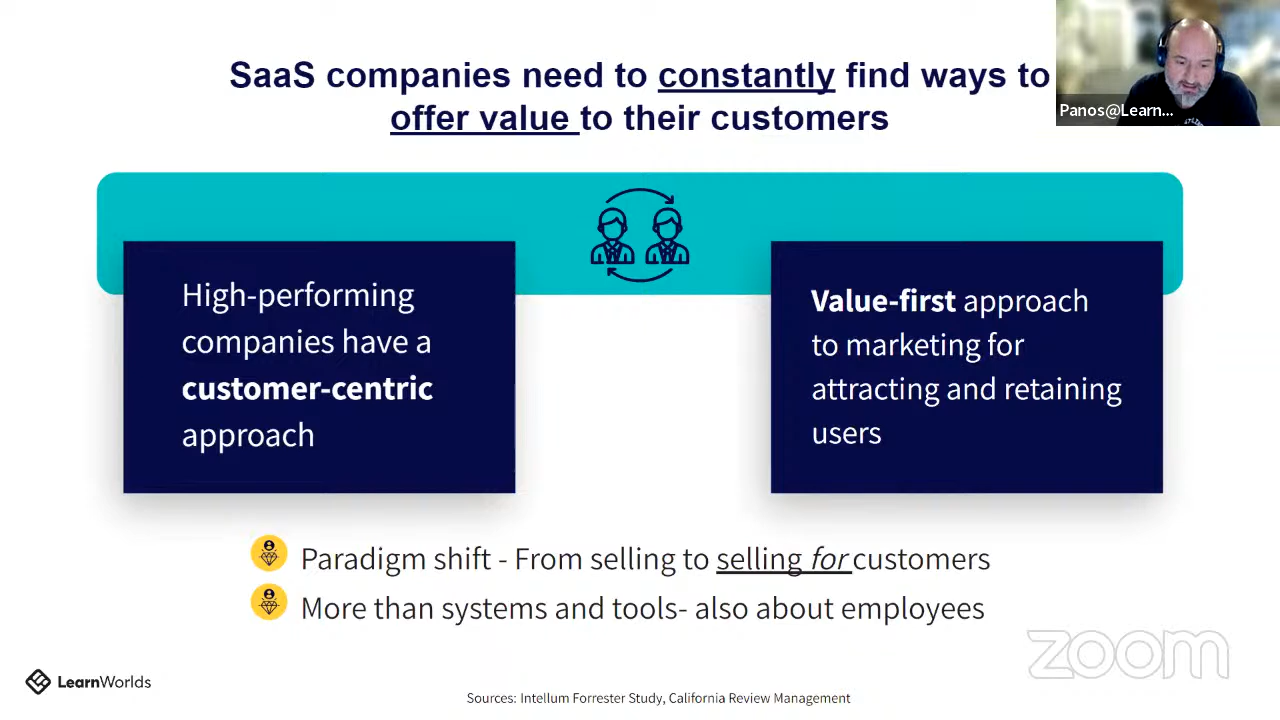 SaaS companies need to constantly find ways to
offer value to their customers
Panos@Learn...
High-performing
companies have a
customer-centric
approach
Value-first approach
to marketing for
attracting and retaining
users
Paradigm shift - From selling to selling for customers
More than systems and tools- also about employees
zoom
LearnWorlds
Sources: Intellum Forrester Study, California Review Management